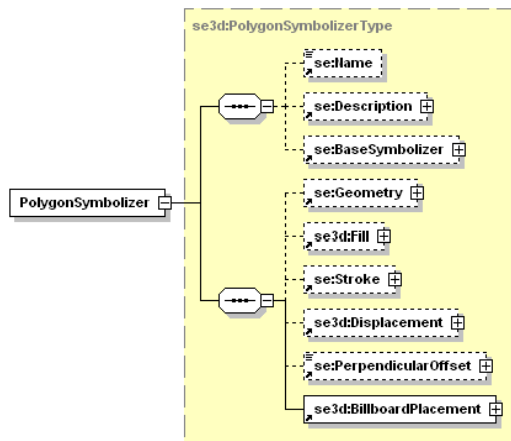 se3d:PolygonSymbolizerType
se:Name
se:Description
se:BaseSymbolizer
PolygonSymbolizer
se:Geometry
se3d:Fill
se:Stroke
se3d:Displacement
se:PerpendicularOffset
se3d:BillboardPlacement